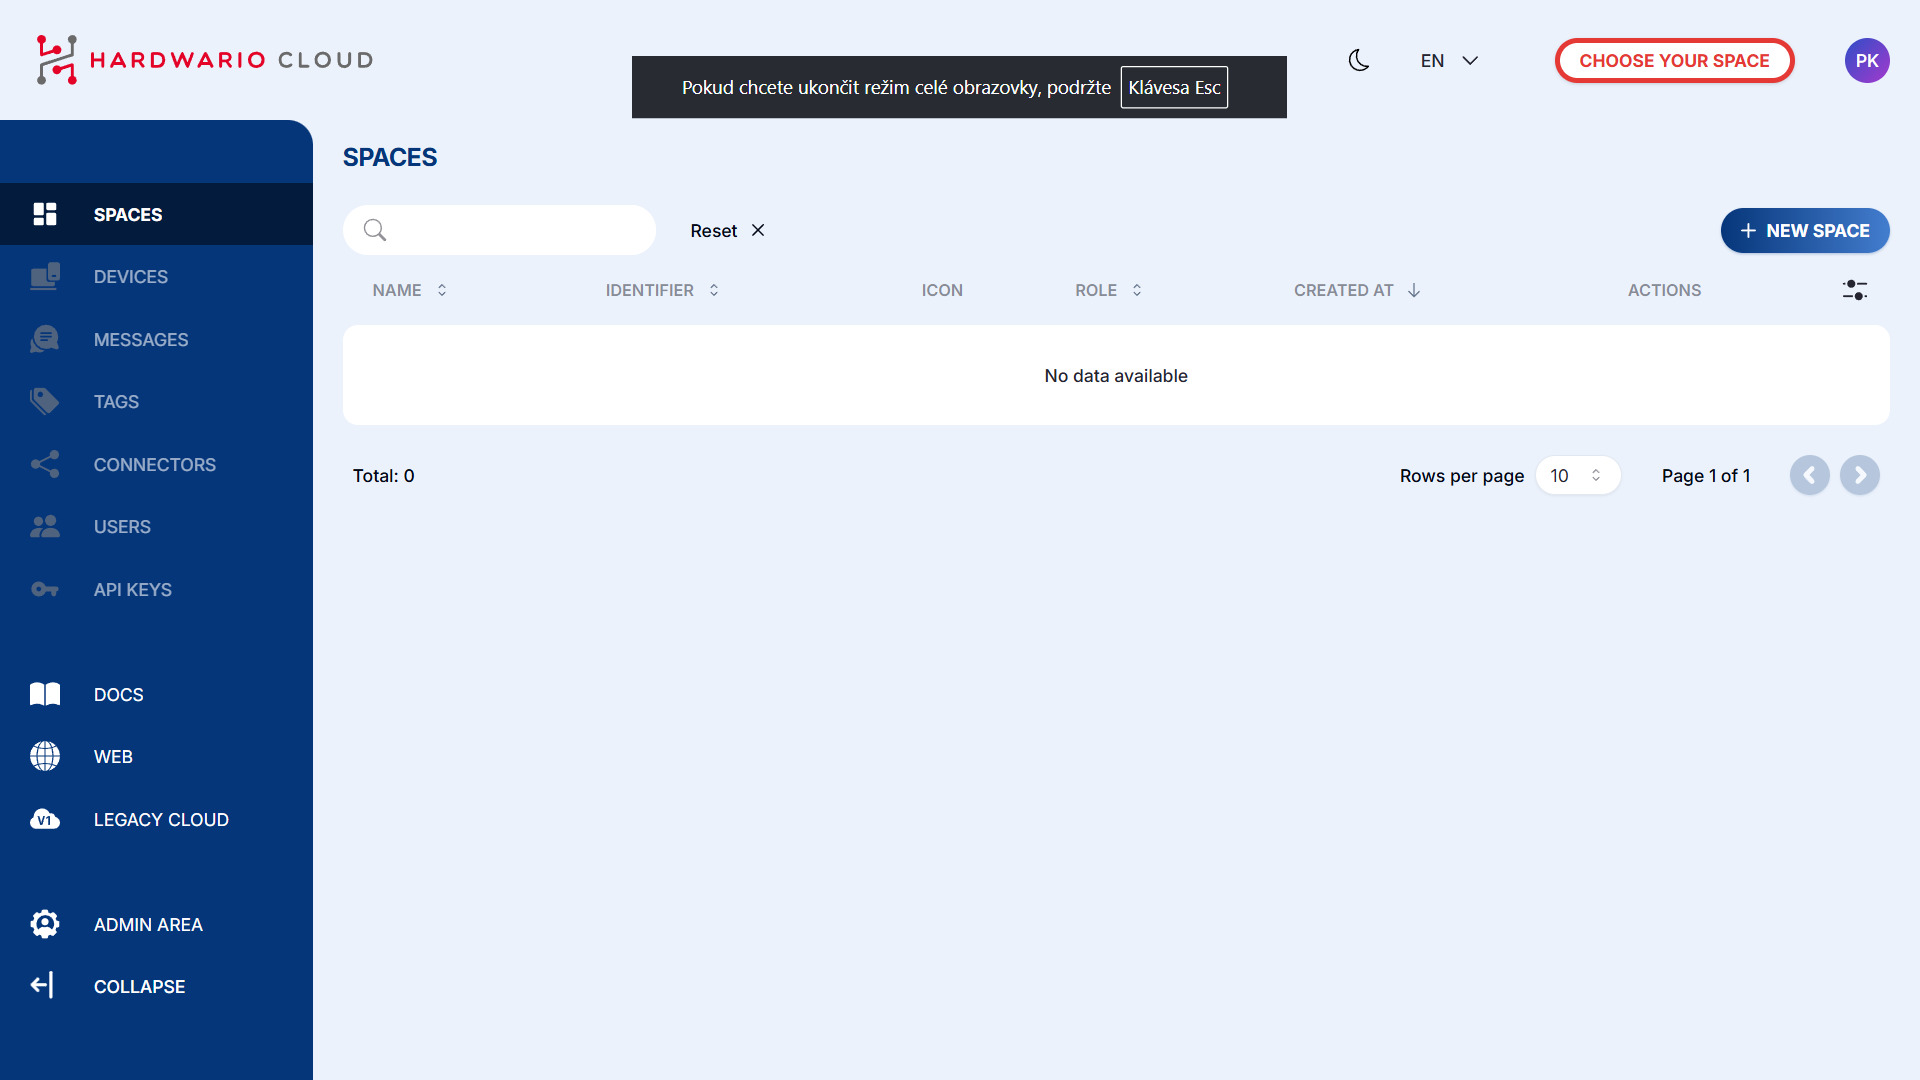 HARDWARIO CLOUD
Pokud chcete ukončit režim celé obrazovky, podržte Klávesa Esc
EN
CHOOSE YOUR SPACE
PK
SPACES
DEVICES
MESSAGES
TAGS
CONNECTORS
USERS
API KEYS
DOCS
WEB
V1
LEGACY CLOUD
ADMIN AREA
COLLAPSE
SPACES
Reset
NEW SPACE
NAME IDENTIFIER ICON ROLE CREATED AT ACTIONS
No data available
Total: 0
Rows per page 10 Page 1 of 1